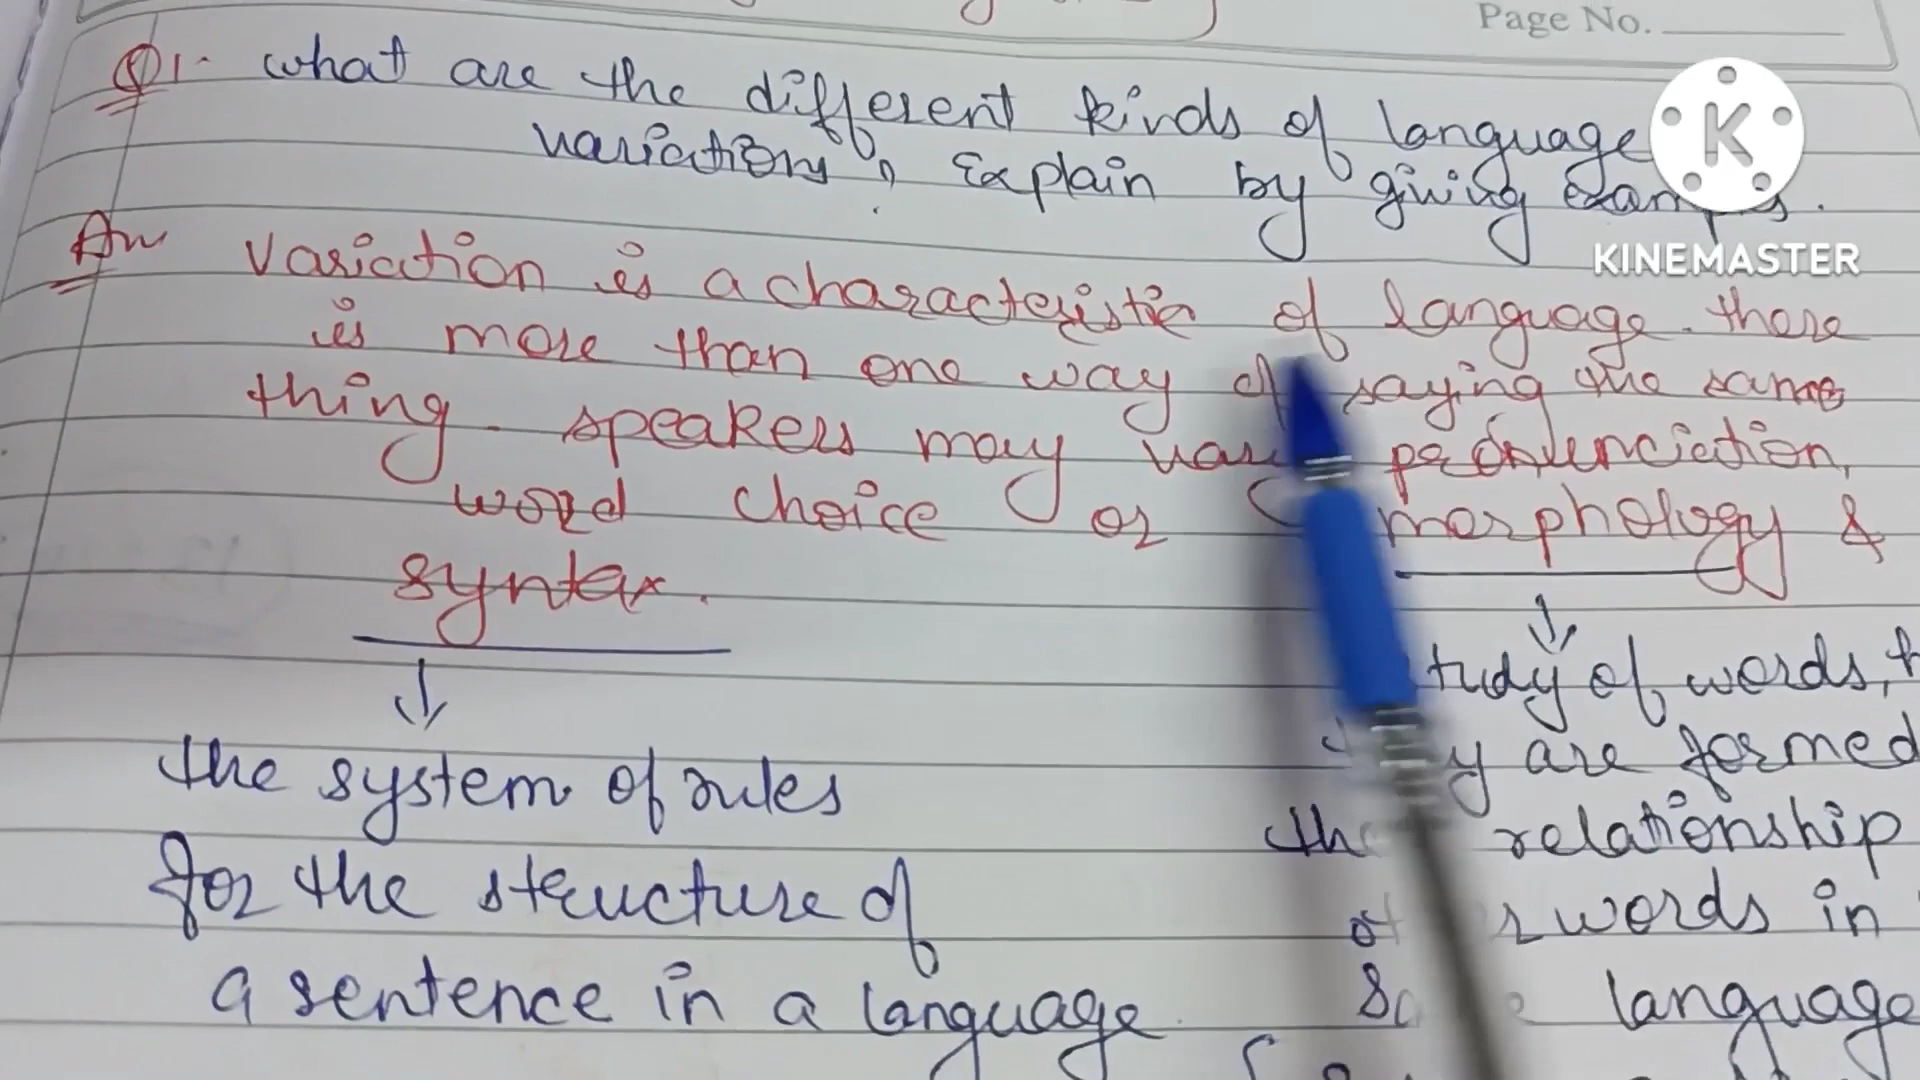 Page No.
Q1. what are the different kinds of language
variations, Explain by giving
KINEMASTER
Ans Variation is a characteristic of language. there
is more than one way of saying the same
thing. speakers may vary pronunciation,
word choice or morphology &
syntax.
↓
the system of rules
for the structure of
a sentence in a language.
↓
study of words,
they are formed
relationship
other words in
same language